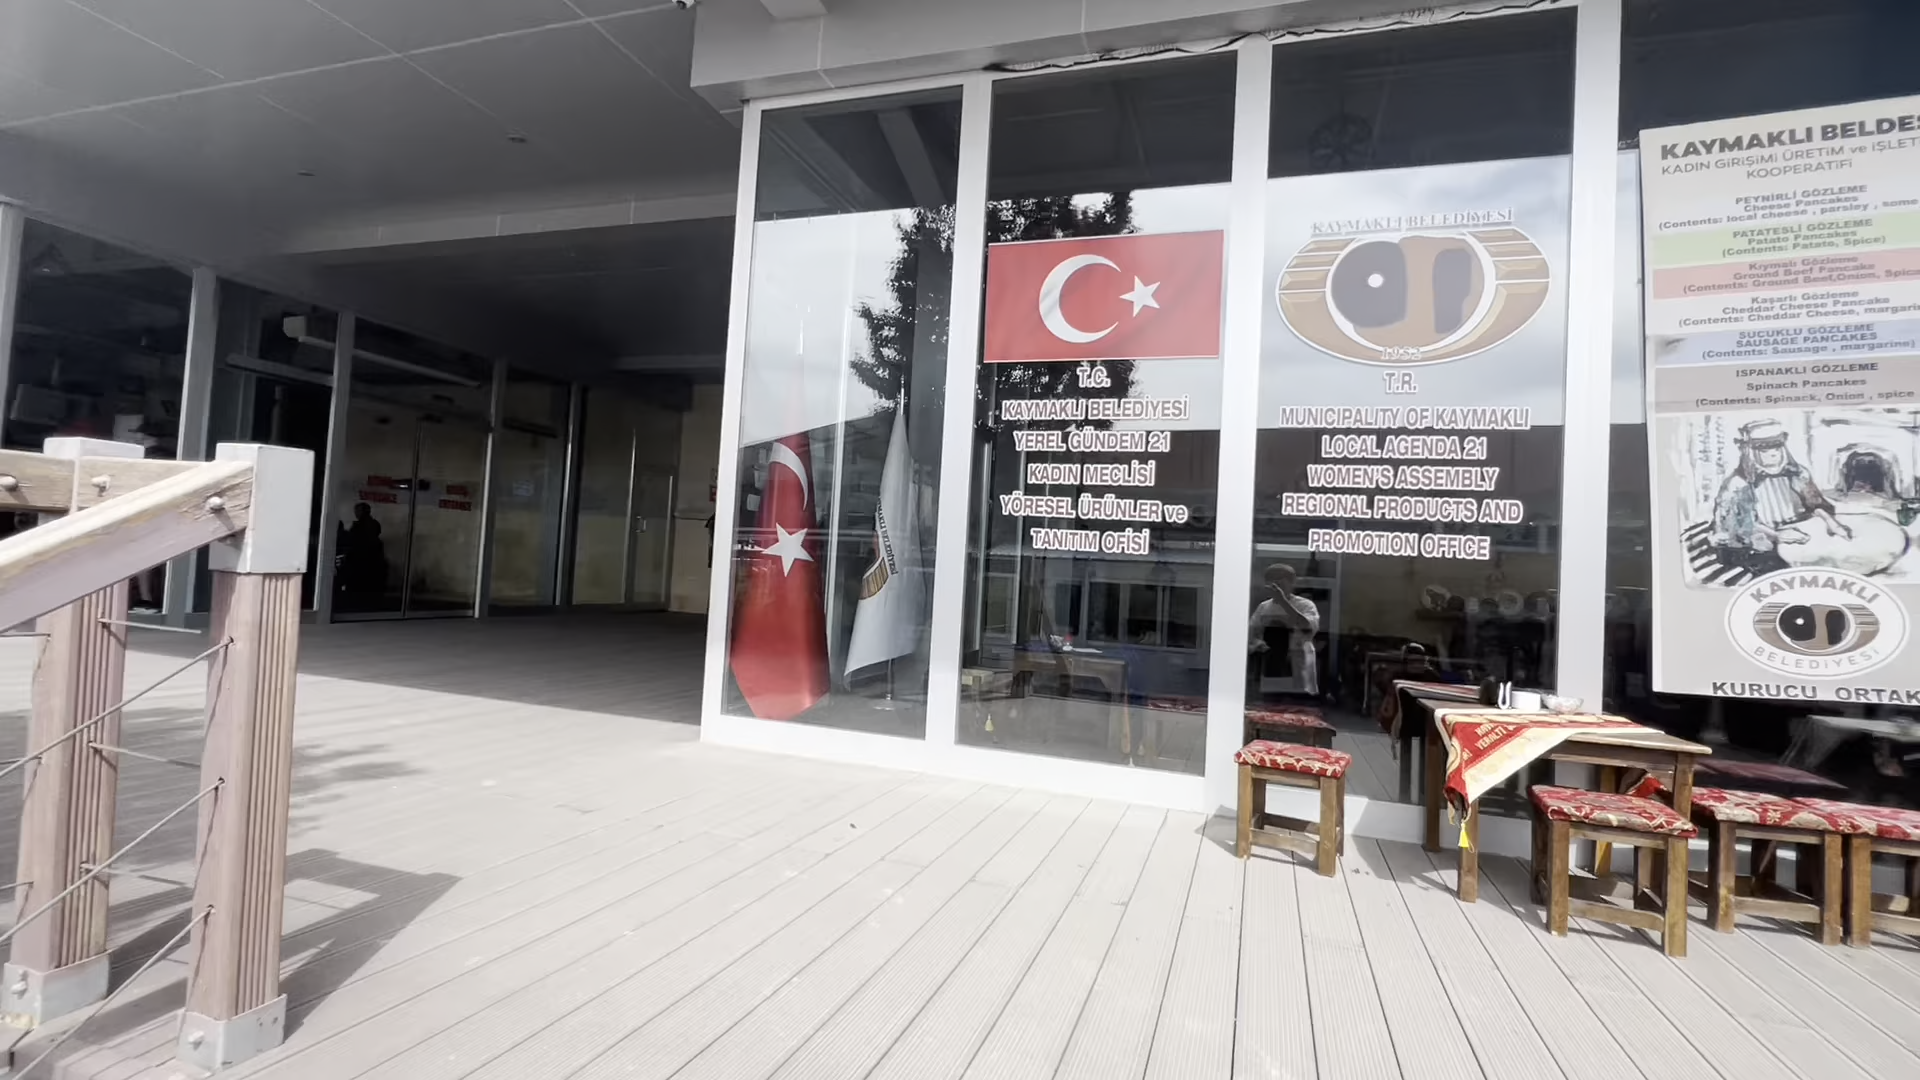 T.C.
KAYMAKLI BELEDİYESİ
YEREL GÜNDEM 21
KADIN MECLİSİ
YÖRESEL ÜRÜNLER ve
TANITIM OFİSİ
KAYMAKLI BELEDİYESİ
1952
T.R.
MUNICIPALITY OF KAYMAKLI
LOCAL AGENDA 21
WOMEN'S ASSEMBLY
REGIONAL PRODUCTS AND
PROMOTION OFFICE
KAYMAKLI BELDES
KADIN GİRİŞİMİ ÜRETİM ve İŞLET
KOOPERATİFİ
PEYNİRLİ GÖZLEME
Cheese Pancakes
(Contents: local cheese , parsley , some
PATATESLİ GÖZLEME
Potato Pancakes
(Contents: Potato, Spice)
Kıymalı Gözleme
Ground Beef Pancake
(Contents: Ground Beef,Onion, Spice
Kaşarlı Gözleme
Cheddar Cheese Pancake
(Contents: Cheddar Cheese, margarin
SUCUKLU GÖZLEME
SAUSAGE PANCAKES
(Contents: Sausage , margarine)
ISPANAKLI GÖZLEME
Spinach Pancakes
(Contents: Spinack, Onion , spice
KAYMAKLI
BELEDİYESİ
KURUCU ORTAK